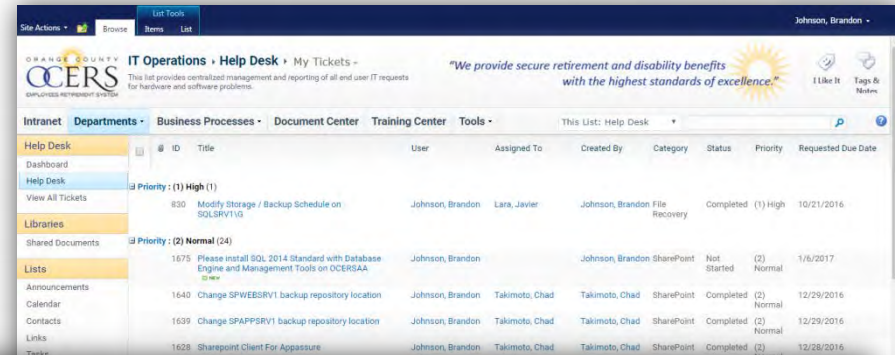 List Tools
Site Actions
Browse
Items
List
Johnson, Brandon
ORANGE COUNTY
OCERS
EMPLOYEES RETIREMENT SYSTEM
IT Operations › Help Desk › My Tickets
This list provides centralized management and reporting of all end user IT requests
for hardware and software problems.
"We provide secure retirement and disability benefits
with the highest standards of excellence."
I Like It
Tags &
Notes
Intranet
Departments
Business Processes
Document Center
Training Center
Tools
This List: Help Desk
Help Desk
Dashboard
Help Desk
View All Tickets
Libraries
Shared Documents
Lists
Announcements
Calendar
Contacts
Links
Tasks
ID Title User Assigned To Created By Category Status Priority Requested Due Date
Priority : (1) High (1)
830 Modify Storage / Backup Schedule on Johnson, Brandon Lara, Javier Johnson, Brandon File Completed (1) High 10/21/2016
SQLSRV1\G Recovery
Priority : (2) Normal (24)
1675 Please install SQL 2014 Standard with Database Johnson, Brandon Johnson, Brandon SharePoint Not (2) 1/6/2017
Engine and Management Tools on OCERSAA Started Normal
NEW
1640 Change SPWEBSRV1 backup repository location Johnson, Brandon Takimoto, Chad Takimoto, Chad SharePoint Completed (2) 12/29/2016
Normal
1639 Change SPAPPSRV1 backup repository location Johnson, Brandon Takimoto, Chad Takimoto, Chad SharePoint Completed (2) 12/29/2016
Normal
1628 Sharepoint Client For Appassure Johnson, Brandon Takimoto, Chad Takimoto, Chad SharePoint Completed (2) 12/28/2016